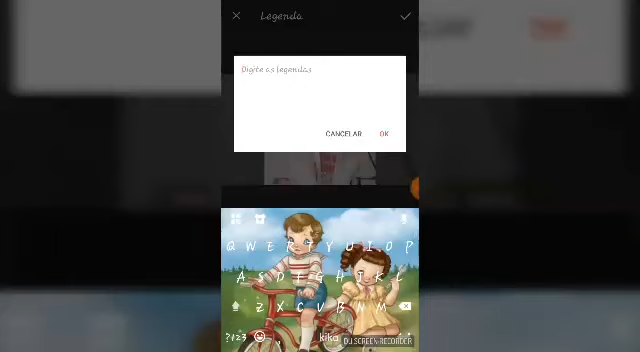 Legenda
Digite as legendas
CANCELAR OK
Q W E R T Y U I O P
A S D F G H J K L
Z X C V B N M
?123 kika
DU SCREEN RECORDER